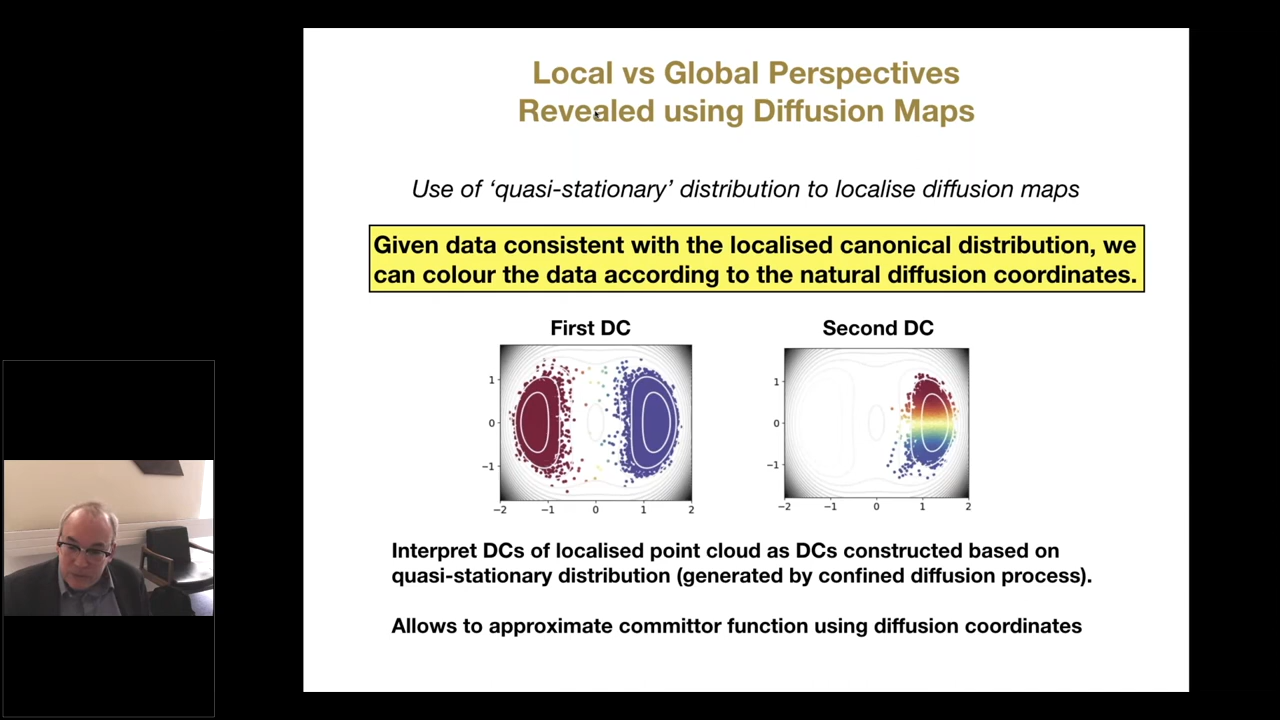 Local vs Global Perspectives
Revealed using Diffusion Maps
Use of ‘quasi-stationary’ distribution to localise diffusion maps
Given data consistent with the localised canonical distribution, we
can colour the data according to the natural diffusion coordinates.
First DC
Second DC
1
0
−1
−2 −1 0 1 2
1
0
−1
−2 −1 0 1 2
Interpret DCs of localised point cloud as DCs constructed based on
quasi-stationary distribution (generated by confined diffusion process).
Allows to approximate committor function using diffusion coordinates